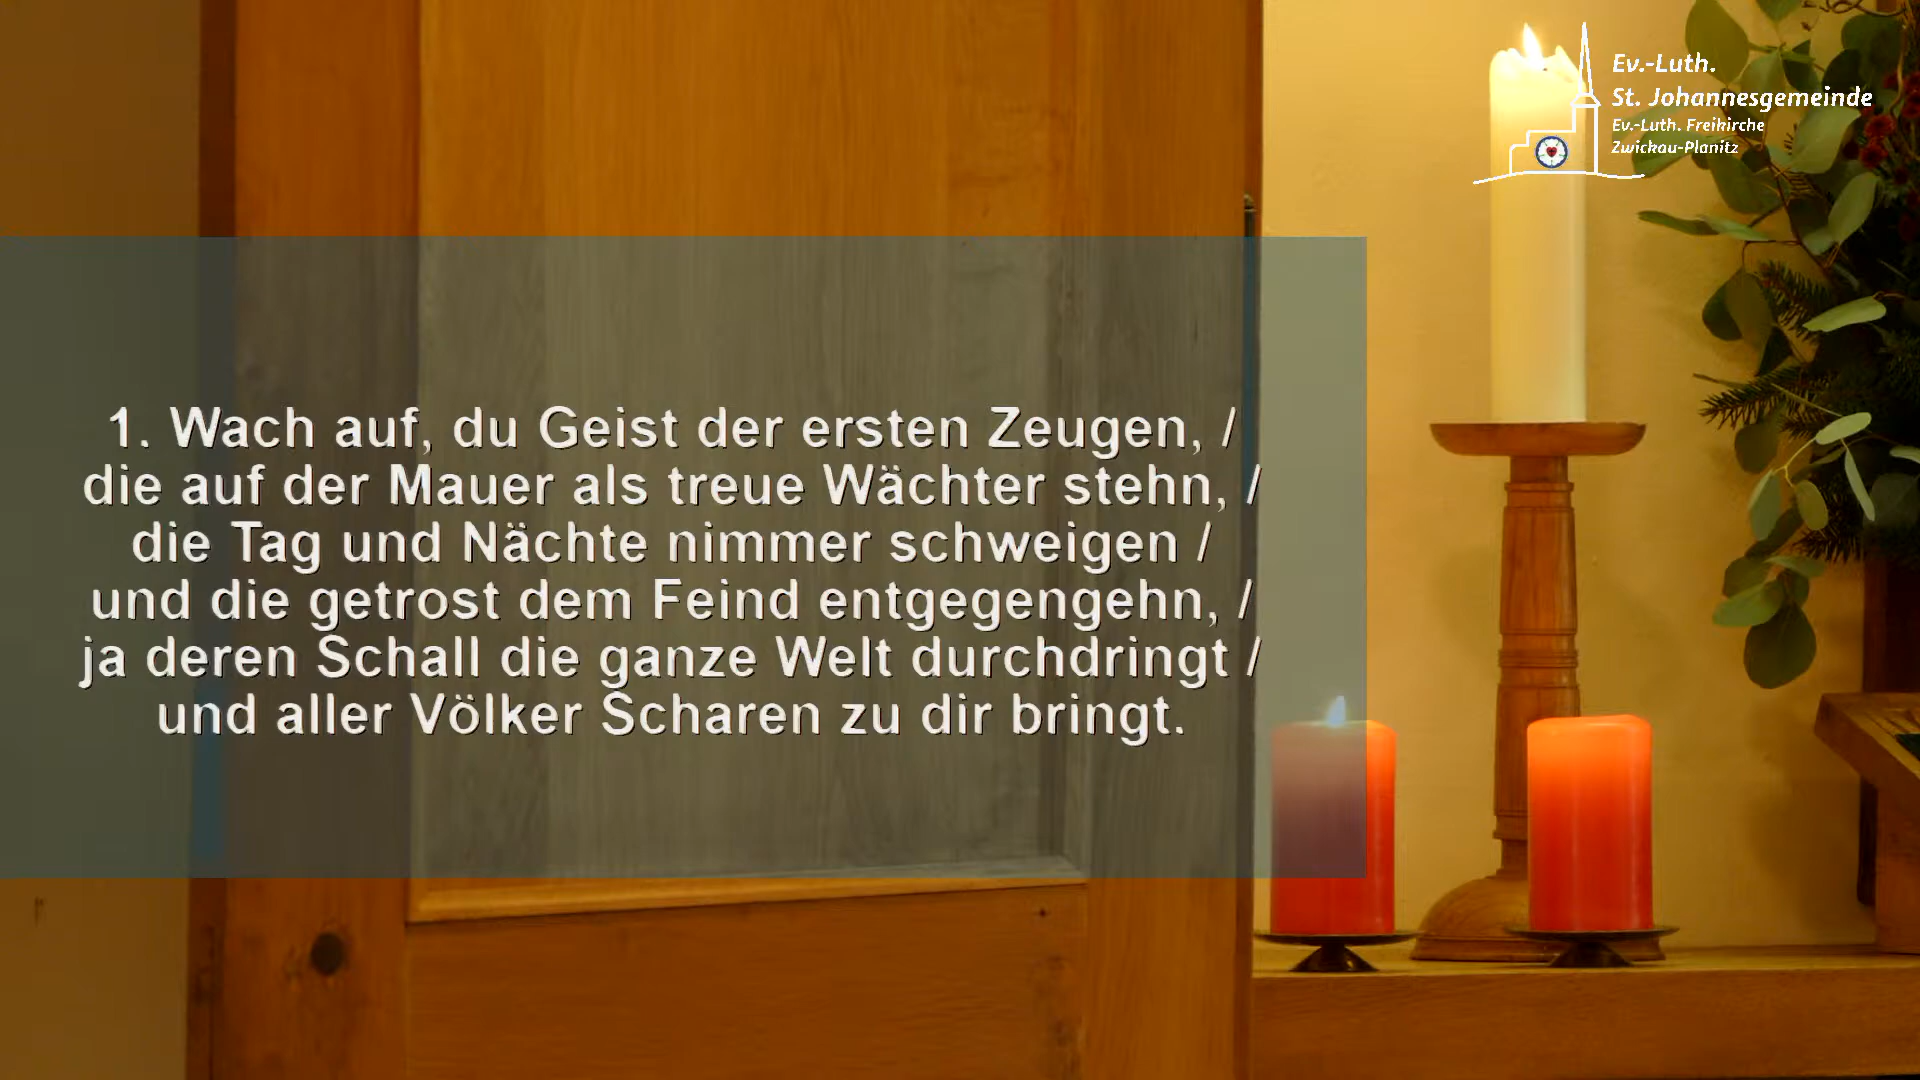 Ev.-Luth.
St. Johannesgemeinde
Ev.-Luth. Freikirche
Zwickau-Planitz
1. Wach auf, du Geist der ersten Zeugen, /
die auf der Mauer als treue Wächter stehn, /
die Tag und Nächte nimmer schweigen /
und die getrost dem Feind entgegengehn, /
ja deren Schall die ganze Welt durchdringt /
und aller Völker Scharen zu dir bringt.